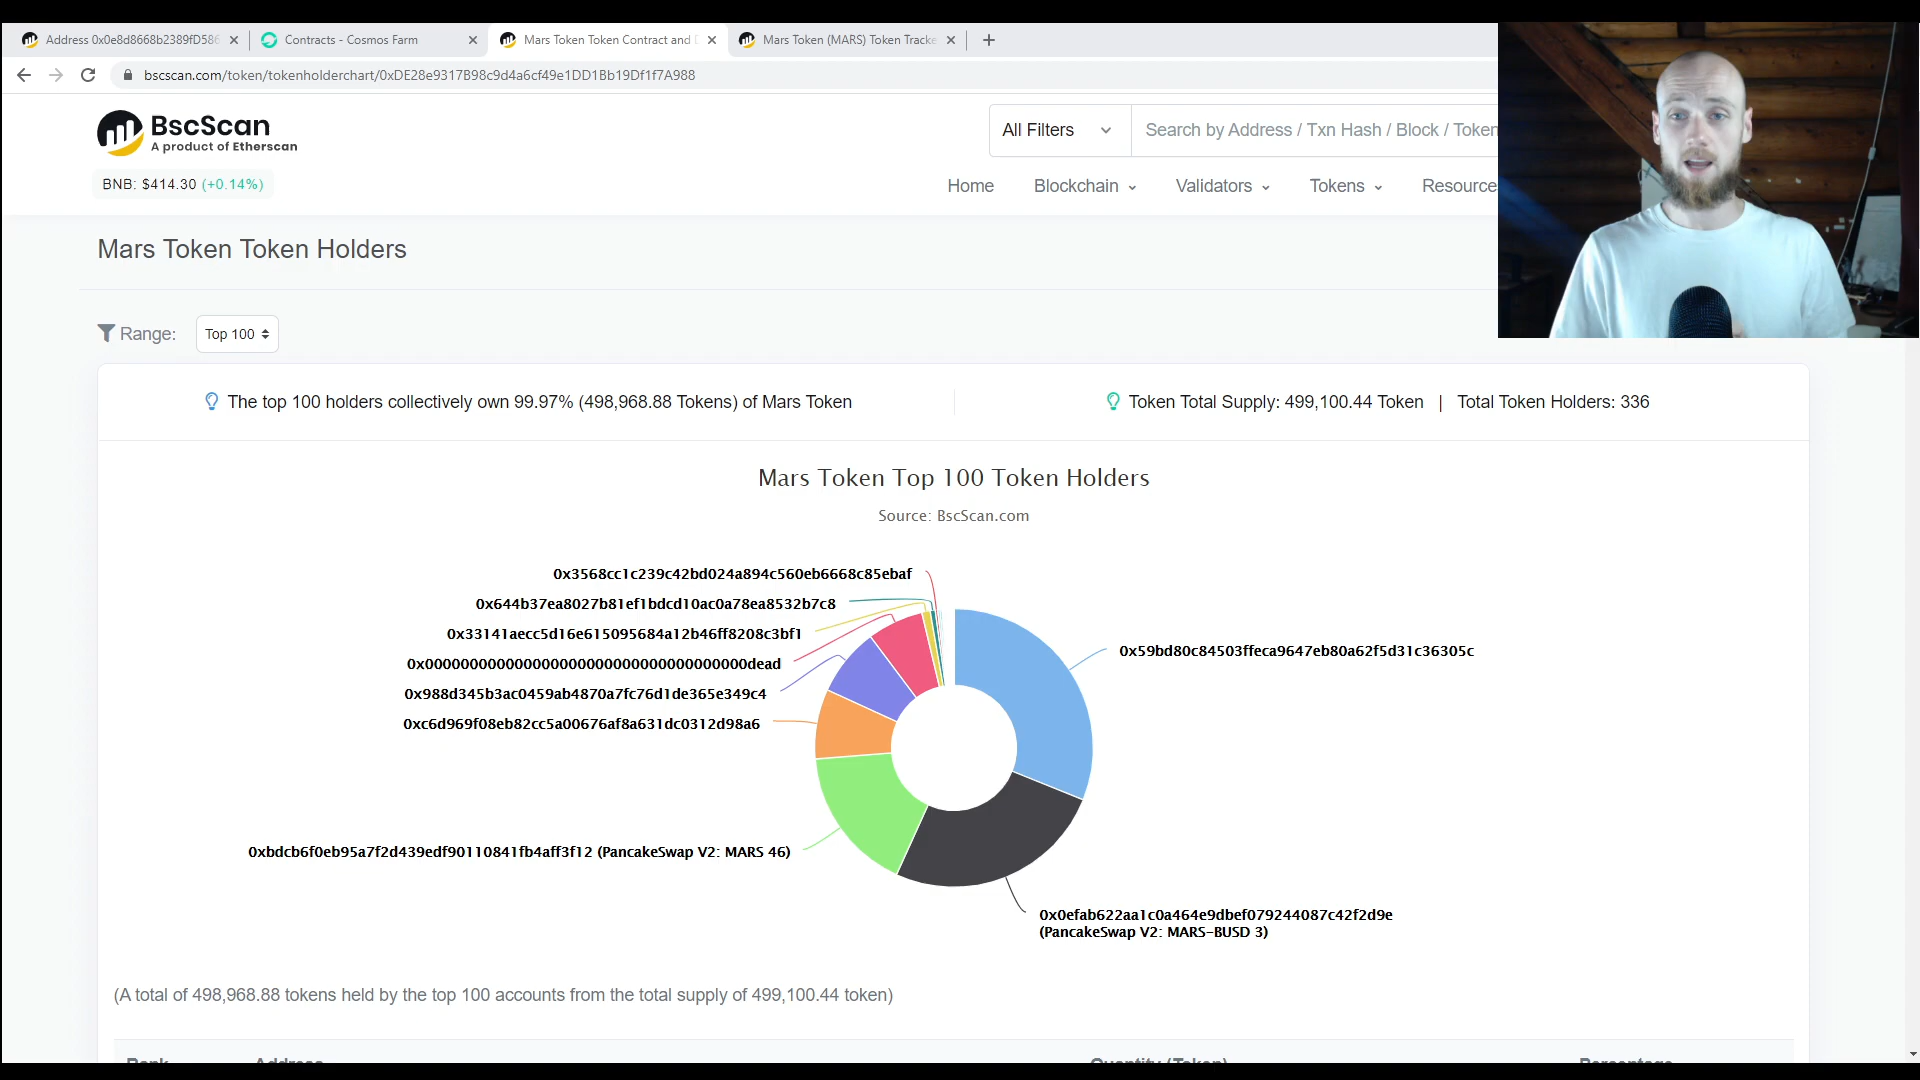 Address 0x0e8d8668b2389fD586
Contracts - Cosmos Farm
Mars Token Token Contract and D
Mars Token (MARS) Token Tracke
bscscan.com/token/tokenholderchart/0xDE28e9317B98c9d4a6cf49e1DD1Bb19Df1f7A988
BscScan
A product of Etherscan
All Filters
Search by Address / Txn Hash / Block / Token
BNB: $414.30 (+0.14%)
Home
Blockchain
Validators
Tokens
Resource
Mars Token Token Holders
Range:
Top 100
The top 100 holders collectively own 99.97% (498,968.88 Tokens) of Mars Token
Token Total Supply: 499,100.44 Token | Total Token Holders: 336
Mars Token Top 100 Token Holders
Source: BscScan.com
0x3568cc1c239c42bd024a894c560eb6668c85ebaf
0x644b37ea8027b81ef1bdcd10ac0a78ea8532b7c8
0x33141aecc5d16e615095684a12b46ff8208c3bf1
0x59bd80c84503ffeca9647eb80a62f5d31c36305c
0x000000000000000000000000000000000000dead
0x988d345b3ac0459ab4870a7fc76d1de365e349c4
0xc6d969f08eb82cc5a00676af8a631dc0312d98a6
0xbdcb6f0eb95a7f2d439edf90110841fb4aff3f12 (PancakeSwap V2: MARS 46)
0x0efab622aa1c0a464e9dbef079244087c42f2d9e
(PancakeSwap V2: MARS-BUSD 3)
(A total of 498,968.88 tokens held by the top 100 accounts from the total supply of 499,100.44 token)
Rank
Address
Quantity (Token)
Percentage